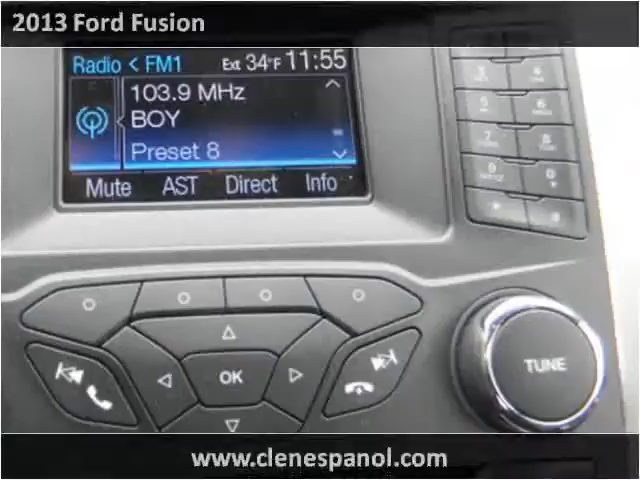 2013 Ford Fusion
Radio < FM1 Ext 34°F 11:55
103.9 MHz
BOY
Preset 8
Mute AST Direct Info
OK
TUNE
www.clenespanol.com